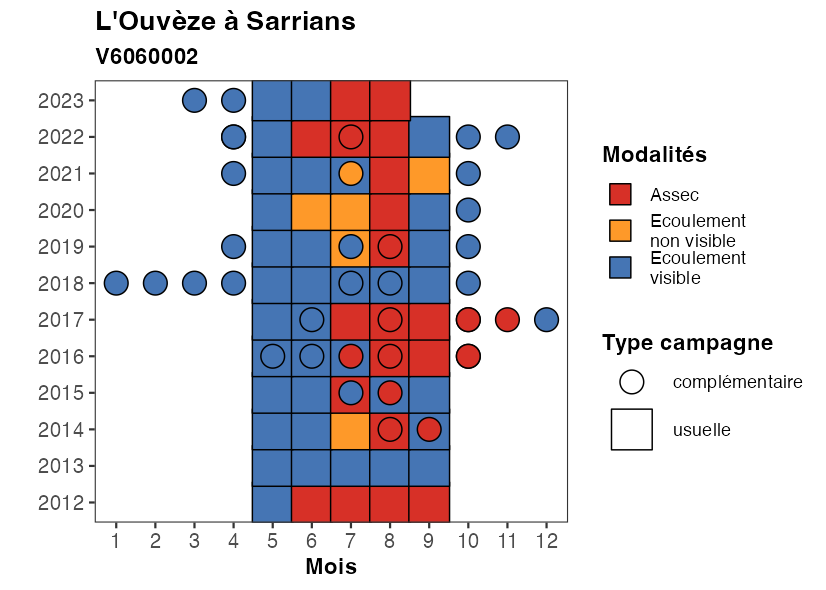 L'Ouvèze à Sarrians
V6060002
2023
2022
2021
2020
2019
2018
2017
2016
2015
2014
2013
2012
1 2 3 4 5 6 7 8 9 10 11 12
Mois
Modalités
Assec
Ecoulement
non visible
Ecoulement
visible
Type campagne
complémentaire
usuelle